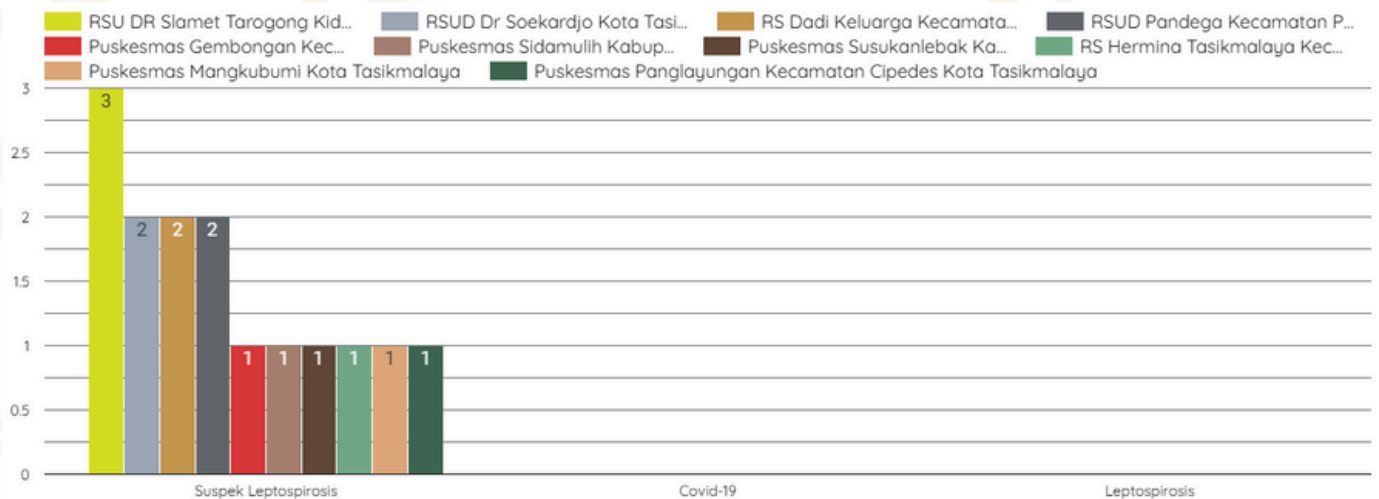 RSU DR Slamet Tarogong Kid... RSUD Dr Soekardjo Kota Tasi... RS Dadi Keluarga Kecamata... RSUD Pandega Kecamatan P...
Puskesmas Gembongan Kec... Puskesmas Sidamulih Kabup... Puskesmas Susukanlebak Ka... RS Hermina Tasikmalaya Kec...
Puskesmas Mangkubumi Kota Tasikmalaya Puskesmas Panglayungan Kecamatan Cipedes Kota Tasikmalaya
3
3
2.5
2
2 2 2
1.5
1
1 1 1 1 1 1
0.5
0
Suspek Leptospirosis Covid-19 Leptospirosis